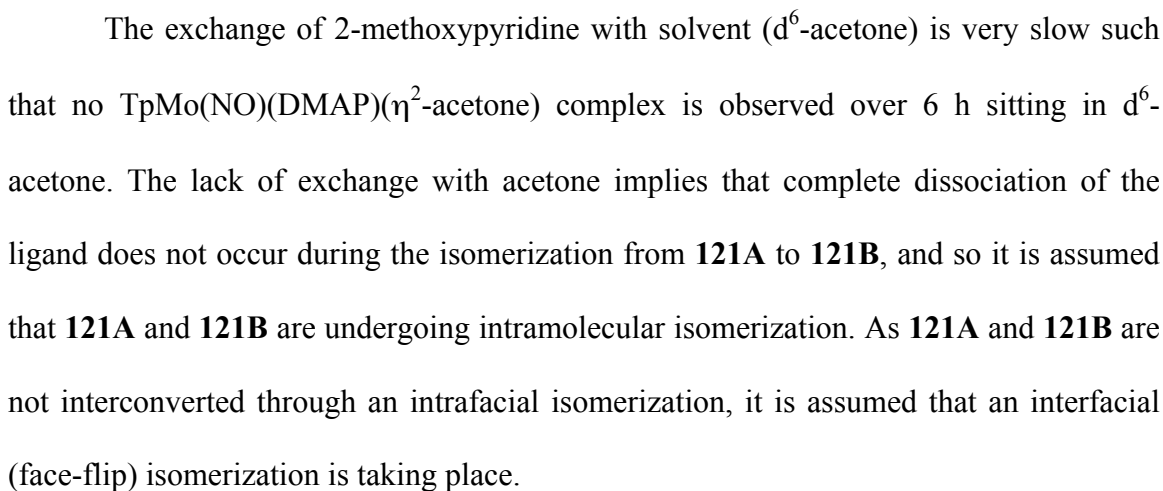 The exchange of 2-methoxypyridine with solvent (d⁶-acetone) is very slow such
that no TpMo(NO)(DMAP)(η²-acetone) complex is observed over 6 h sitting in d⁶-
acetone. The lack of exchange with acetone implies that complete dissociation of the
ligand does not occur during the isomerization from 121A to 121B, and so it is assumed
that 121A and 121B are undergoing intramolecular isomerization. As 121A and 121B are
not interconverted through an intrafacial isomerization, it is assumed that an interfacial
(face-flip) isomerization is taking place.